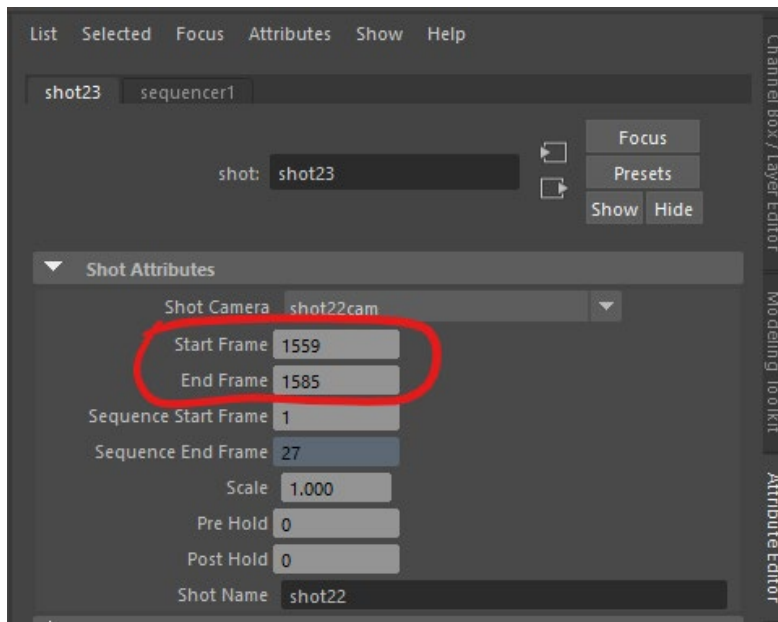 List Selected Focus Attributes Show Help
shot23 sequencer1
Focus
shot: shot23
Presets
Show Hide
Shot Attributes
Shot Camera shot22cam
Start Frame 1559
End Frame 1585
Sequence Start Frame 1
Sequence End Frame 27
Scale 1.000
Pre Hold 0
Post Hold 0
Shot Name shot22
Channel Box / Layer Editor
Modeling Toolkit
Attribute Editor